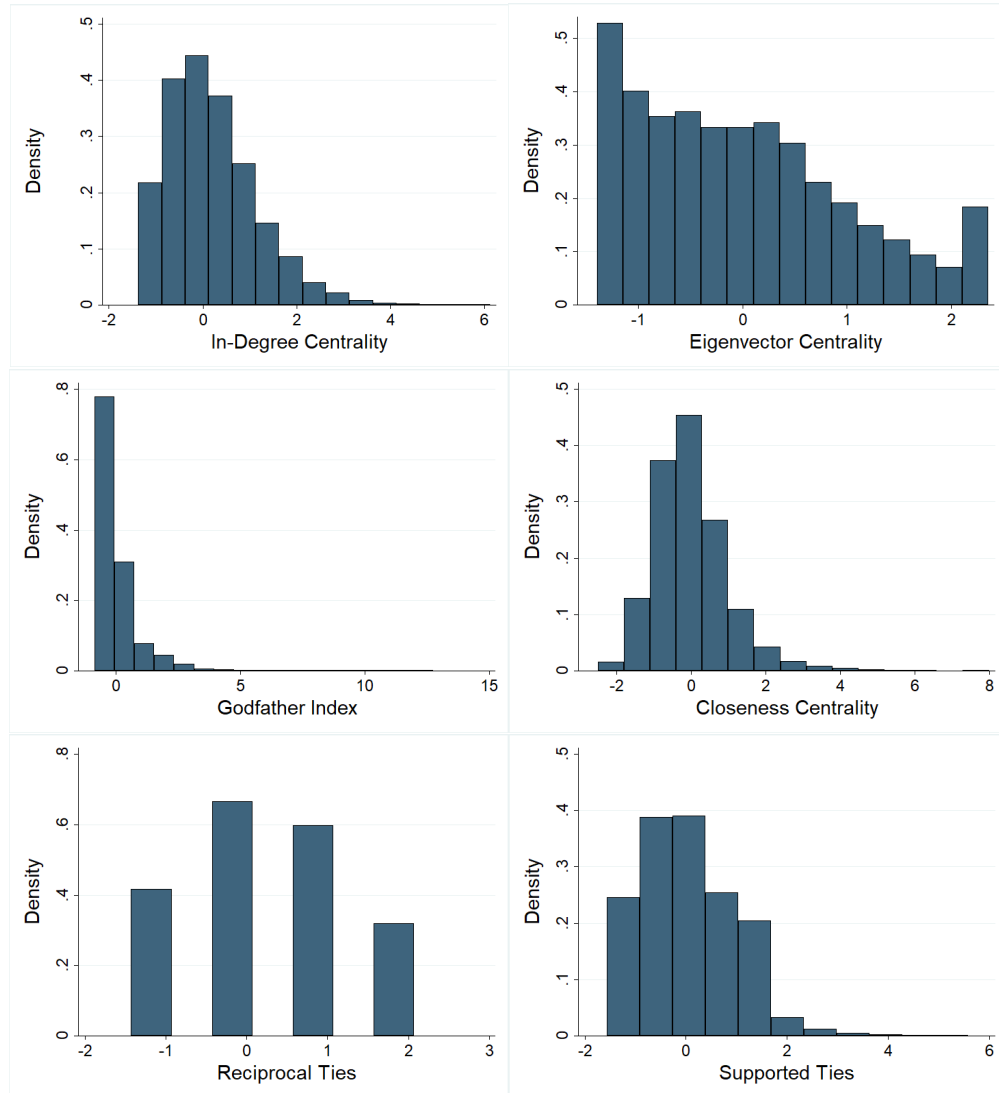 Density
.5
.4
.3
.2
.1
0
-2 0 2 4 6
In-Degree Centrality
Density
.5
.4
.3
.2
.1
0
-1 0 1 2
Eigenvector Centrality
Density
.8
.6
.4
.2
0
0 5 10 15
Godfather Index
Density
.5
.4
.3
.2
.1
0
-2 0 2 4 6 8
Closeness Centrality
Density
.8
.6
.4
.2
0
-2 -1 0 1 2 3
Reciprocal Ties
Density
.5
.4
.3
.2
.1
0
-2 0 2 4 6
Supported Ties